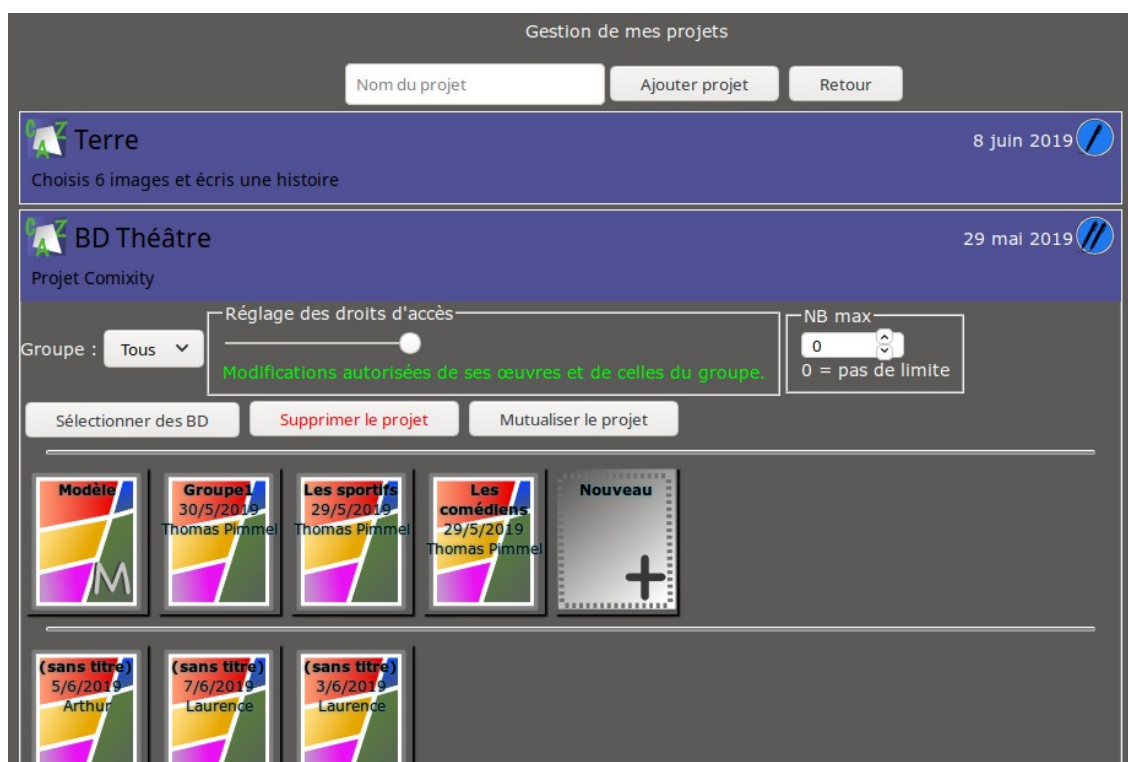 Gestion de mes projets
Nom du projet Ajouter projet Retour
CAZ Terre 8 juin 2019
Choisis 6 images et écris une histoire
CAZ BD Théâtre 29 mai 2019
Projet Comixity
Réglage des droits d'accès NB max
Groupe : Tous 0
Modifications autorisées de ses œuvres et de celles du groupe. 0 = pas de limite
Sélectionner des BD Supprimer le projet Mutualiser le projet
Modèle Groupe1 Les sportifs Les Nouveau
30/5/2019 29/5/2019 comédiens
Thomas Pimmel Thomas Pimmel 29/5/2019
Thomas Pimmel
M +
(sans titre) (sans titre) (sans titre)
5/6/2019 7/6/2019 3/6/2019
Arthur Laurence Laurence